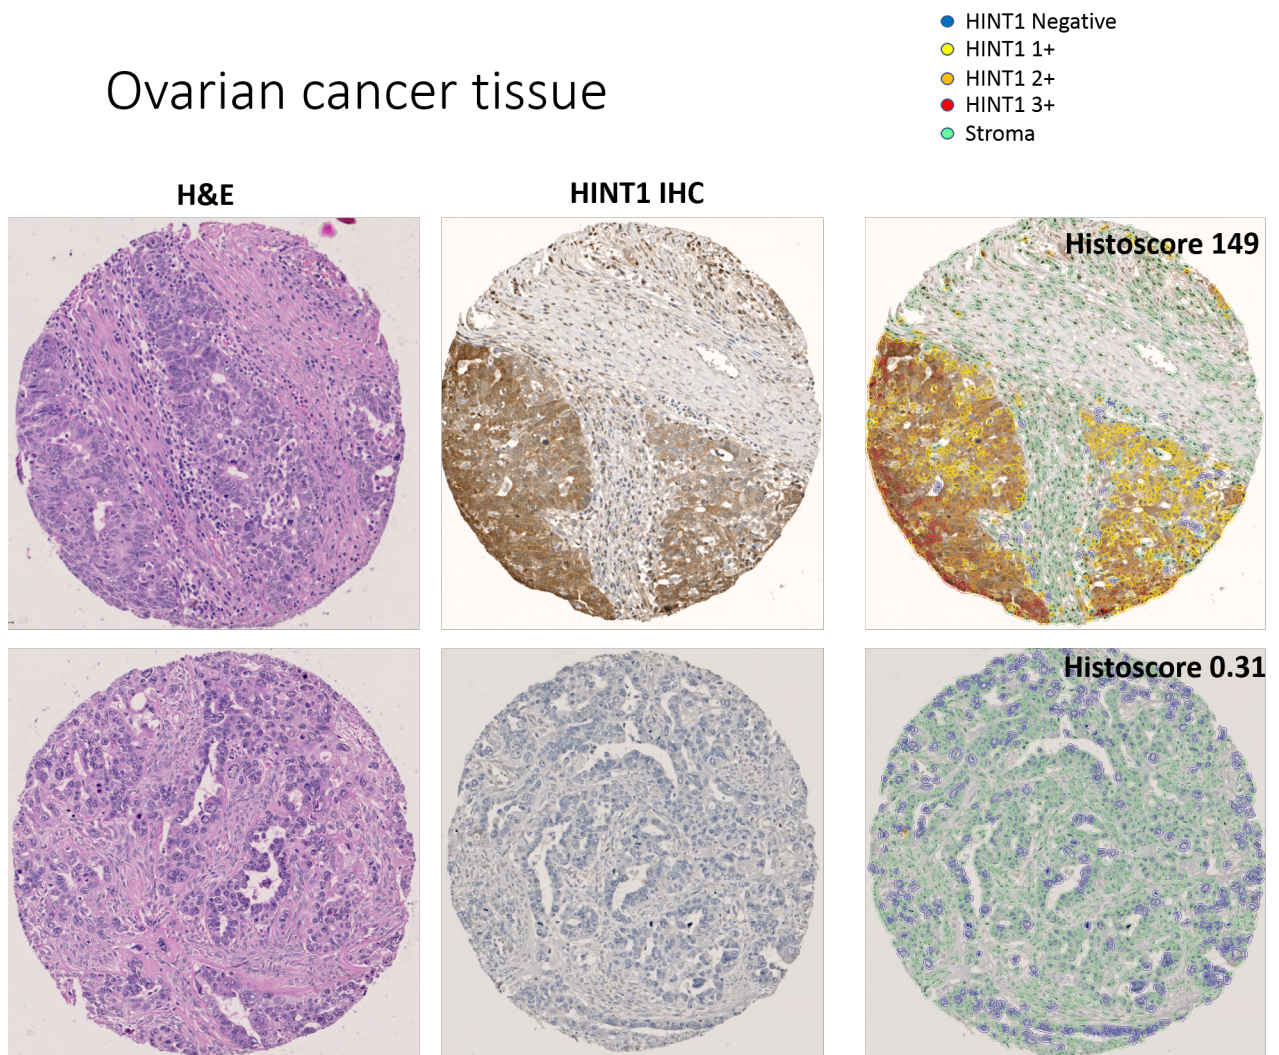 HINT1 Negative
HINT1 1+
HINT1 2+
HINT1 3+
Stroma
Ovarian cancer tissue
H&E
HINT1 IHC
Histoscore 149
Histoscore 0.31